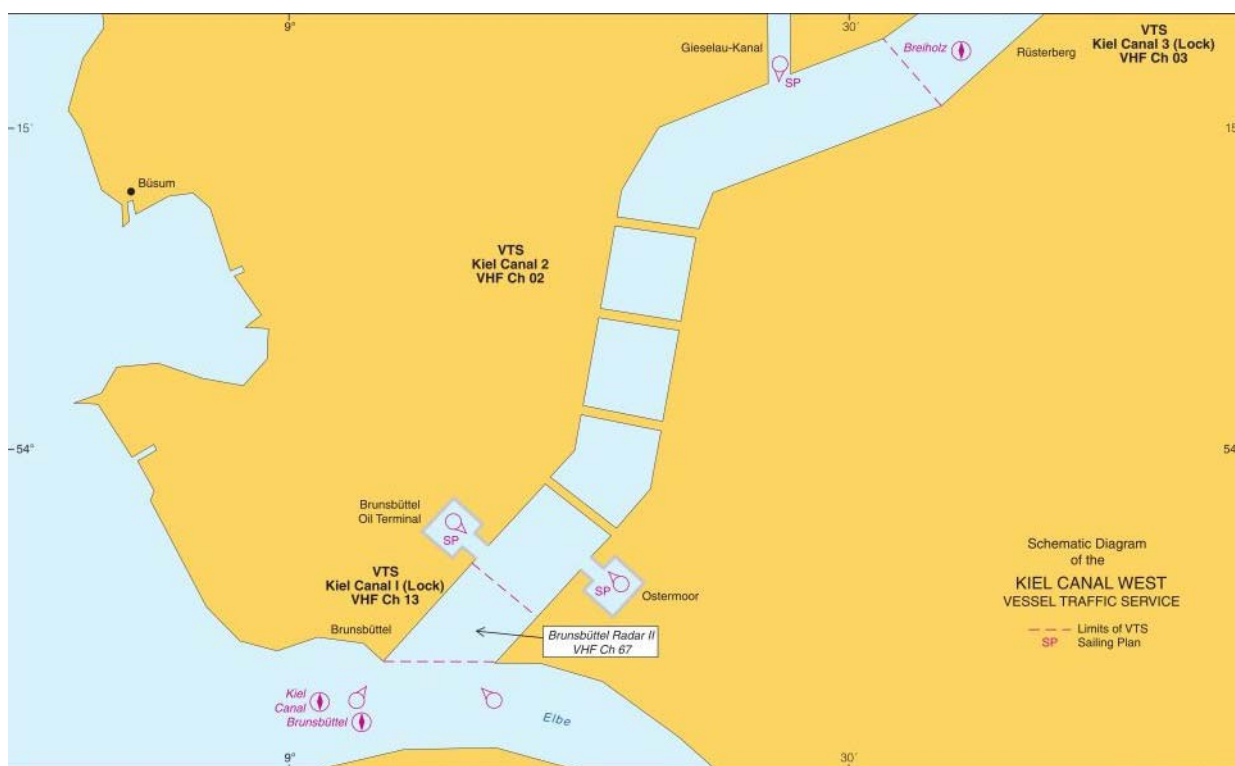 9°
30´
Gieselau-Kanal
SP
Breiholz
Rüsterberg
VTS
Kiel Canal 3 (Lock)
VHF Ch 03
15´
15
Büsum
VTS
Kiel Canal 2
VHF Ch 02
54°
54
Brunsbüttel
Oil Terminal
SP
VTS
Kiel Canal I (Lock)
VHF Ch 13
SP
Ostermoor
Brunsbüttel
Brunsbüttel Radar II
VHF Ch 67
Schematic Diagram
of the
KIEL CANAL WEST
VESSEL TRAFFIC SERVICE
Limits of VTS
SP Sailing Plan
Kiel
Canal
Brunsbüttel
Elbe
9°
30´